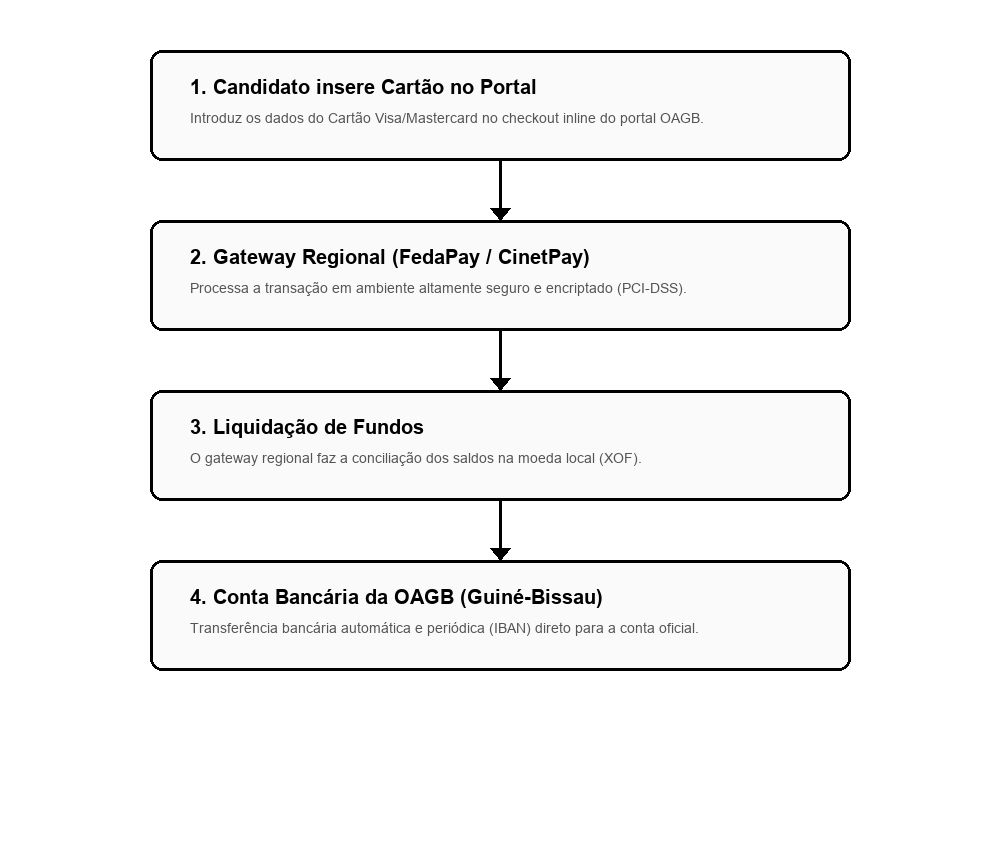 1. Candidato insere Cartão no Portal
Introduz os dados do Cartão Visa/Mastercard no checkout inline do portal OAGB.
2. Gateway Regional (FedaPay / CinetPay)
Processa a transação em ambiente altamente seguro e encriptado (PCI-DSS).
3. Liquidação de Fundos
O gateway regional faz a conciliação dos saldos na moeda local (XOF).
4. Conta Bancária da OAGB (Guiné-Bissau)
Transferência bancária automática e periódica (IBAN) direto para a conta oficial.